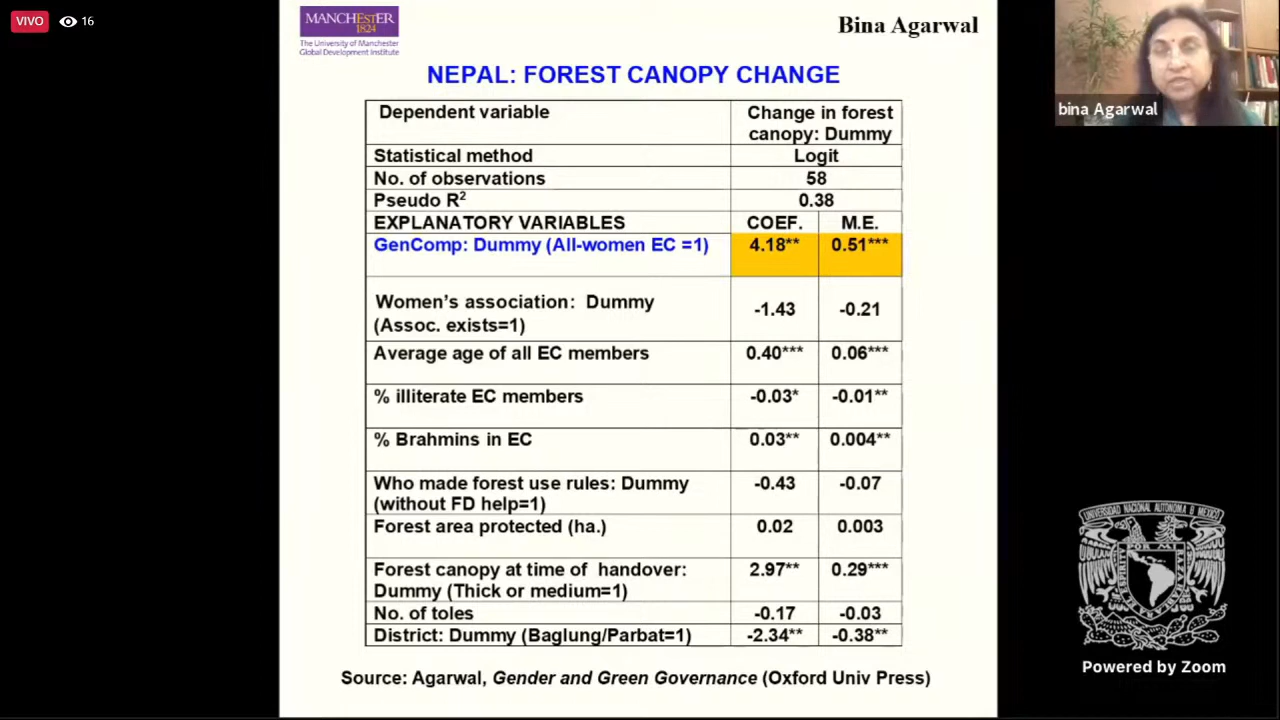 VIVO 16
MANCHESTER
1824
The University of Manchester
Global Development Institute
Bina Agarwal
bina Agarwal
NEPAL: FOREST CANOPY CHANGE
Dependent variable Change in forest
canopy: Dummy
Statistical method Logit
No. of observations 58
Pseudo R² 0.38
EXPLANATORY VARIABLES COEF. M.E.
GenComp: Dummy (All-women EC =1) 4.18** 0.51***
Women’s association: Dummy
(Assoc. exists=1) -1.43 -0.21
Average age of all EC members 0.40*** 0.06***
% illiterate EC members -0.03* -0.01**
% Brahmins in EC 0.03** 0.004**
Who made forest use rules: Dummy -0.43 -0.07
(without FD help=1)
Forest area protected (ha.) 0.02 0.003
Forest canopy at time of handover: 2.97** 0.29***
Dummy (Thick or medium=1)
No. of toles -0.17 -0.03
District: Dummy (Baglung/Parbat=1) -2.34** -0.38**
Source: Agarwal, Gender and Green Governance (Oxford Univ Press)
UNIVERSIDAD NACIONAL AUTONOMA
Powered by Zoom